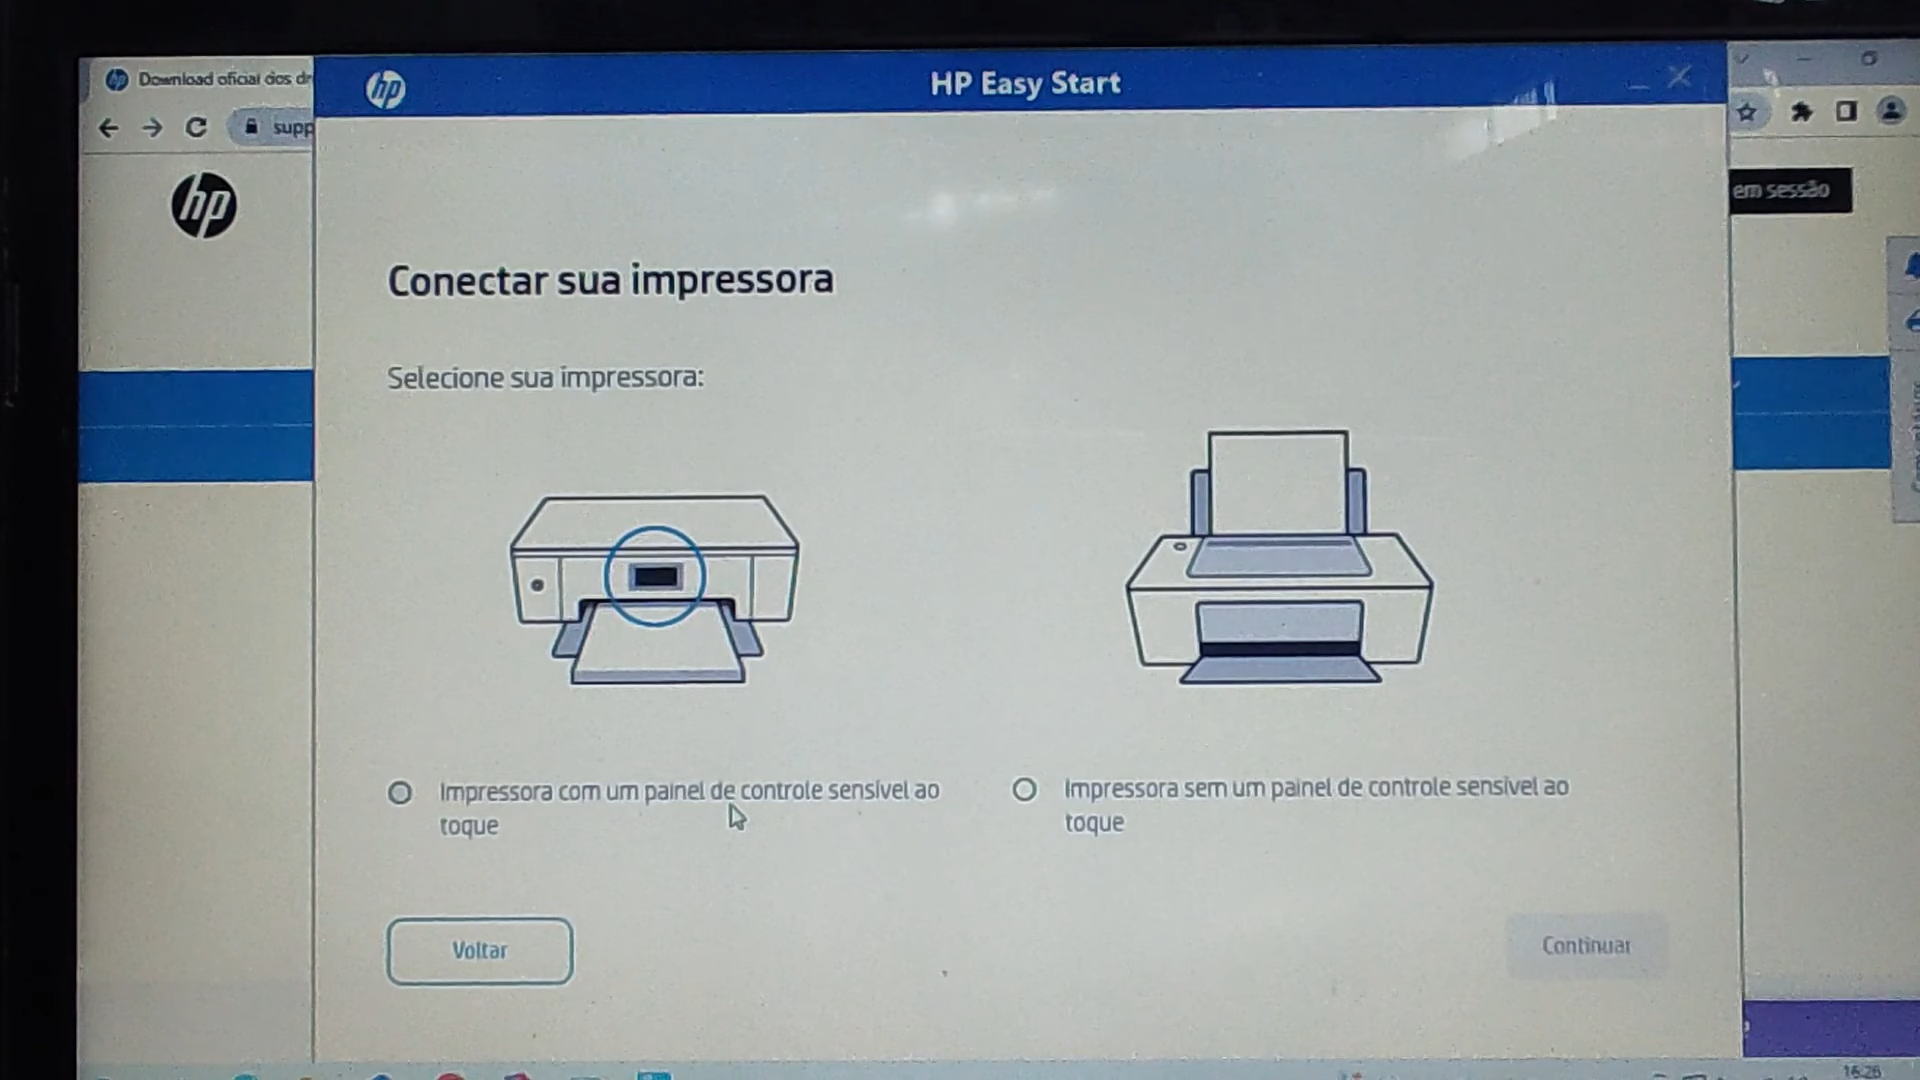 Download oficial dos dr
HP Easy Start
hp
supp
hp
em sessão
Conectar sua impressora
Selecione sua impressora:
Impressora com um painel de controle sensível ao
toque
Impressora sem um painel de controle sensível ao
toque
Voltar
Continuar
16:26